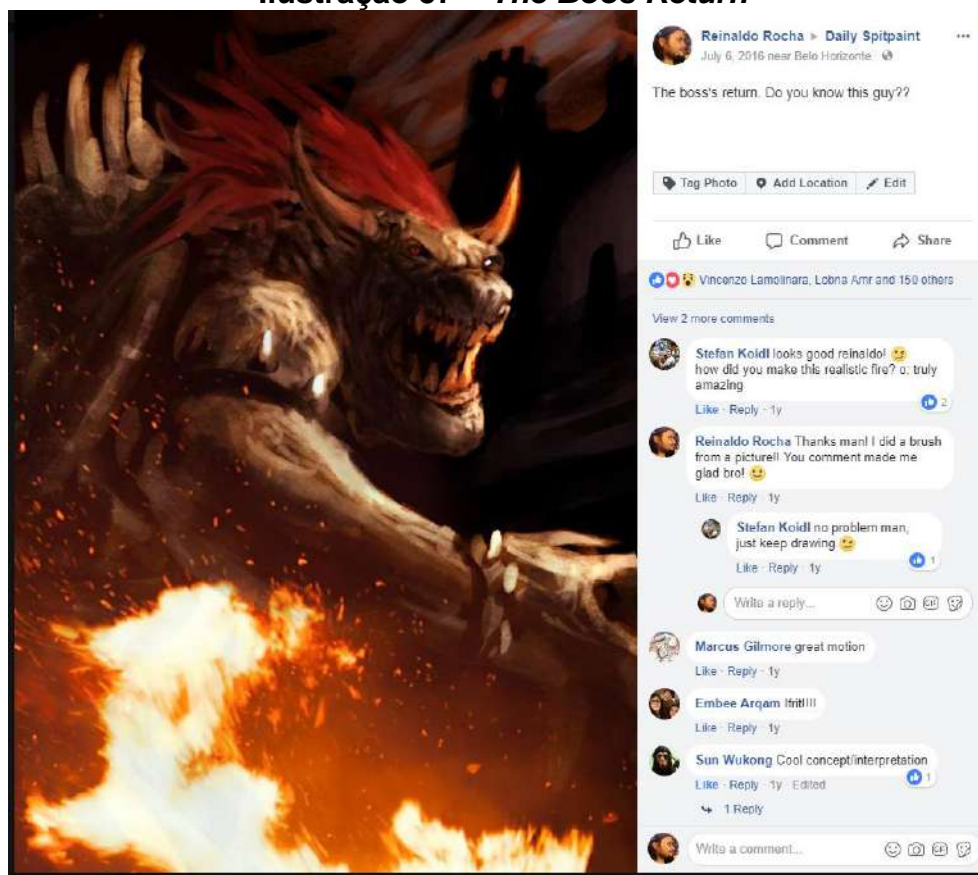 The Boss Return
Reinaldo Rocha ▸ Daily Spitpaint
July 6, 2016 near Belo Horizonte ·
The boss's return. Do you know this guy??
Tag Photo Add Location Edit
Like Comment Share
Vincenzo Lamolinara, Lobna Amr and 150 others
View 2 more comments
Stefan Koidl looks good reinaldo!
how did you make this realistic fire? o: truly
amazing
2
Like · Reply · 1y
Reinaldo Rocha Thanks man! I did a brush
from a picture!! You comment made me
glad bro!
Like · Reply · 1y
Stefan Koidl no problem man,
just keep drawing
1
Like · Reply · 1y
Write a reply...
GIF
Marcus Gilmore great motion
Like · Reply · 1y
Embee Arqam Ifrit!!!!
Like · Reply · 1y
Sun Wukong Cool concept/interpretation
1
Like · Reply · 1y · Edited
1 Reply
Write a comment...
GIF